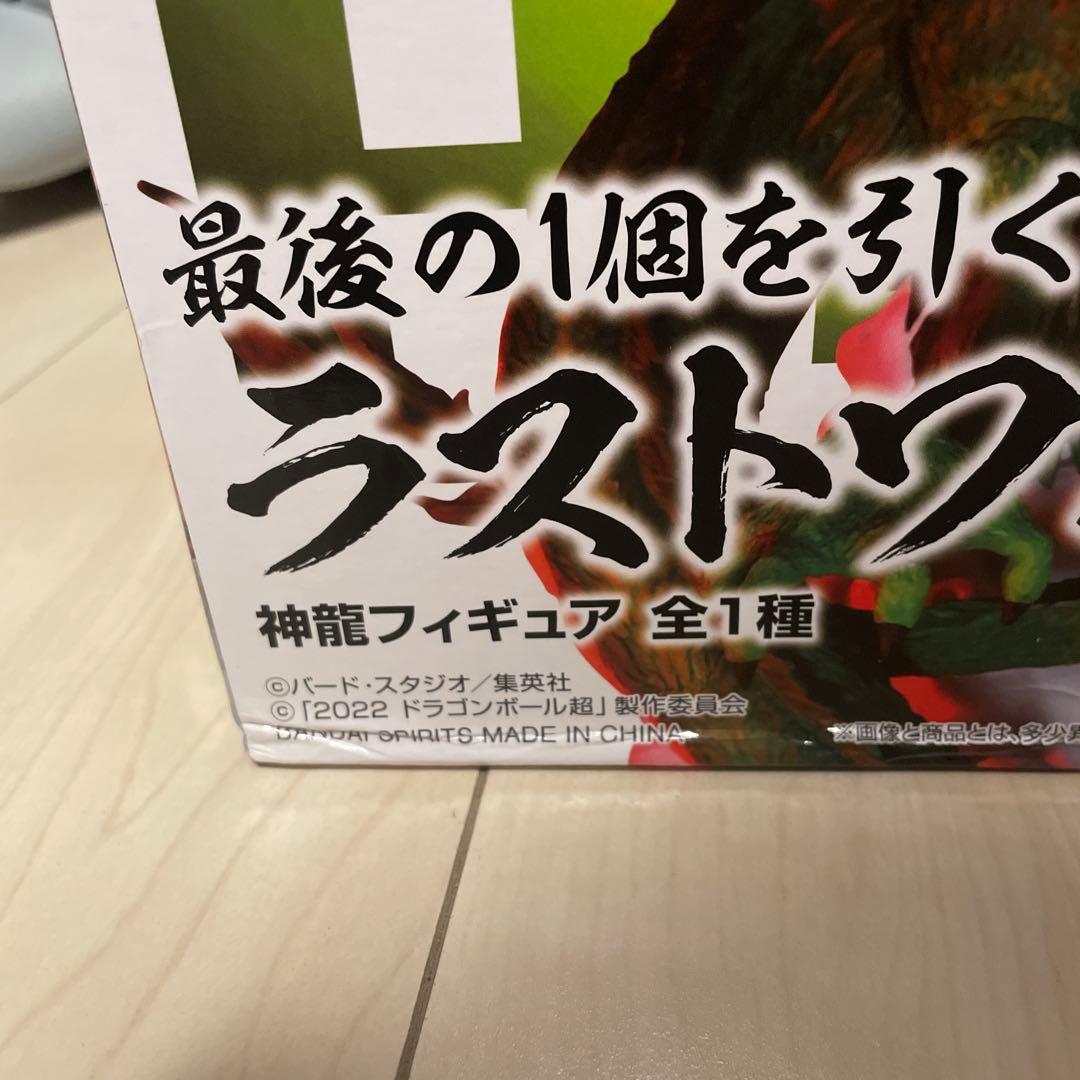 最後の1個を引く
ラストワ
神龍フィギュア 全1種
©バード・スタジオ／集英社
©「2022 ドラゴンボール超」製作委員会
BANDAI SPIRITS MADE IN CHINA
※画像と商品とは、多少異